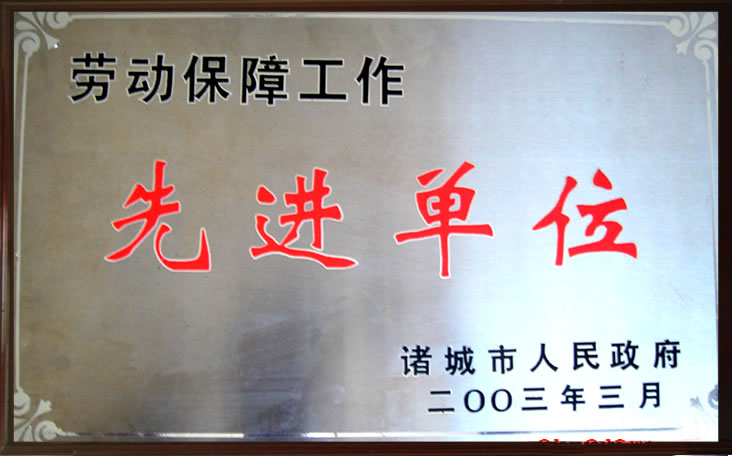 劳动保障工作
先进单位
诸城市人民政府
二OO三年三月